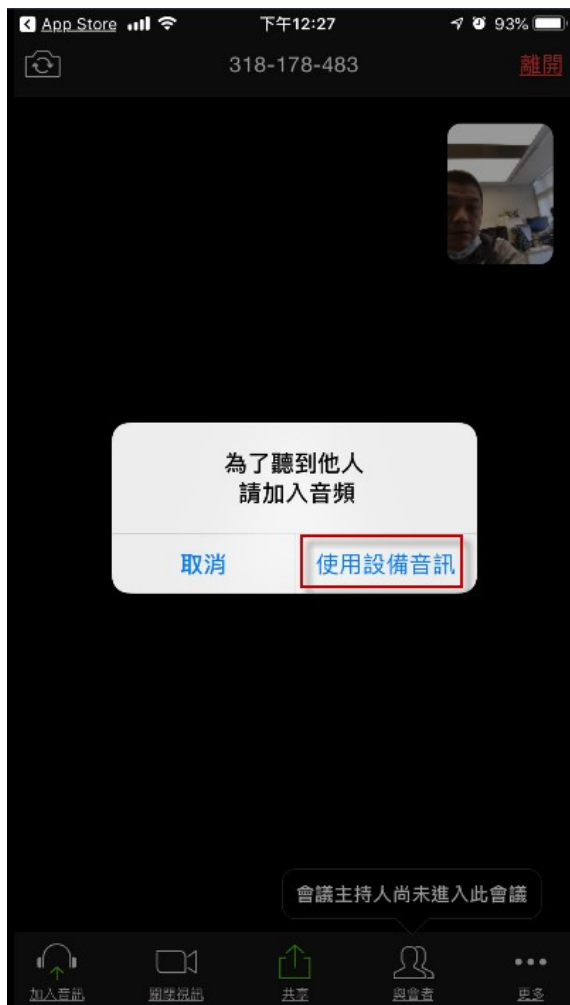 App Store
下午12:27
93%
318-178-483
離開
為了聽到他人
請加入音頻
取消
使用設備音訊
會議主持人尚未進入此會議
加入音訊
關閉視訊
共享
與會者
更多